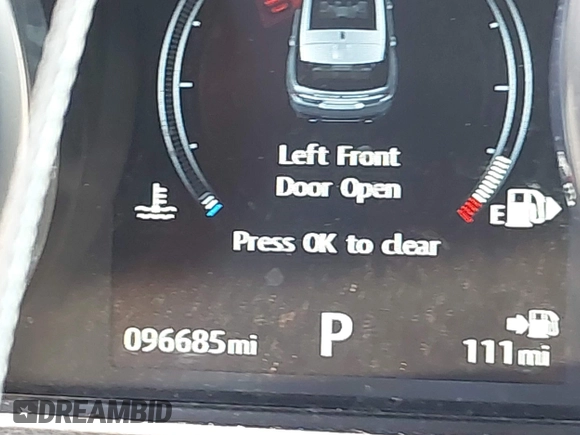 Left Front
Door Open
E
Press OK to clear
096685mi
P
111mi
DREAMBID